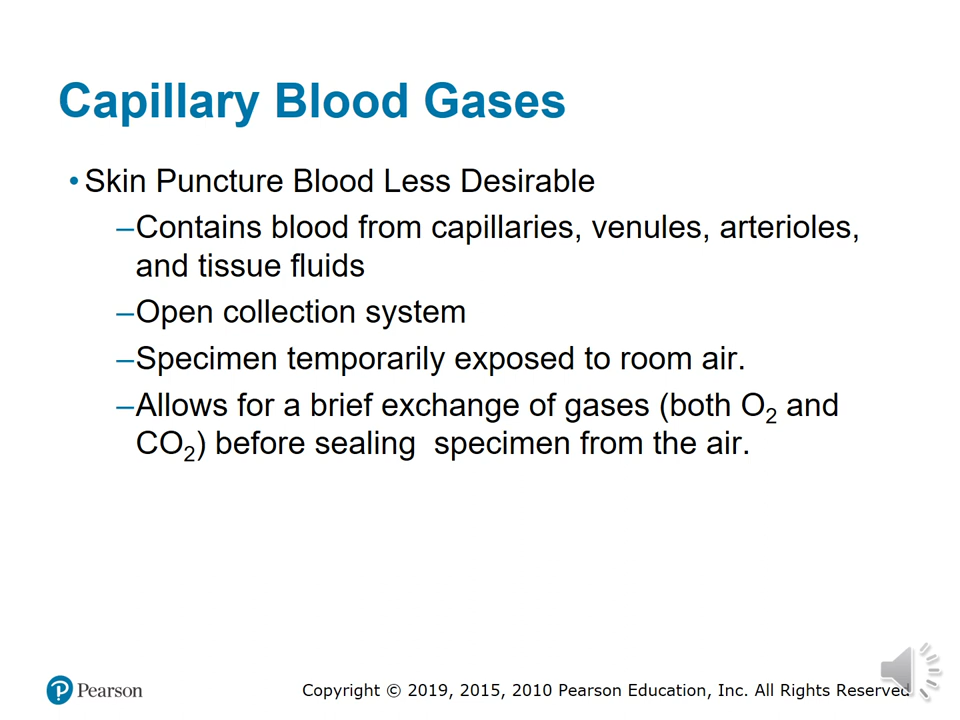 Capillary Blood Gases
• Skin Puncture Blood Less Desirable
–Contains blood from capillaries, venules, arterioles,
and tissue fluids
–Open collection system
–Specimen temporarily exposed to room air.
–Allows for a brief exchange of gases (both O₂ and
CO₂) before sealing  specimen from the air.
Pearson
Copyright © 2019, 2015, 2010 Pearson Education, Inc. All Rights Reserved